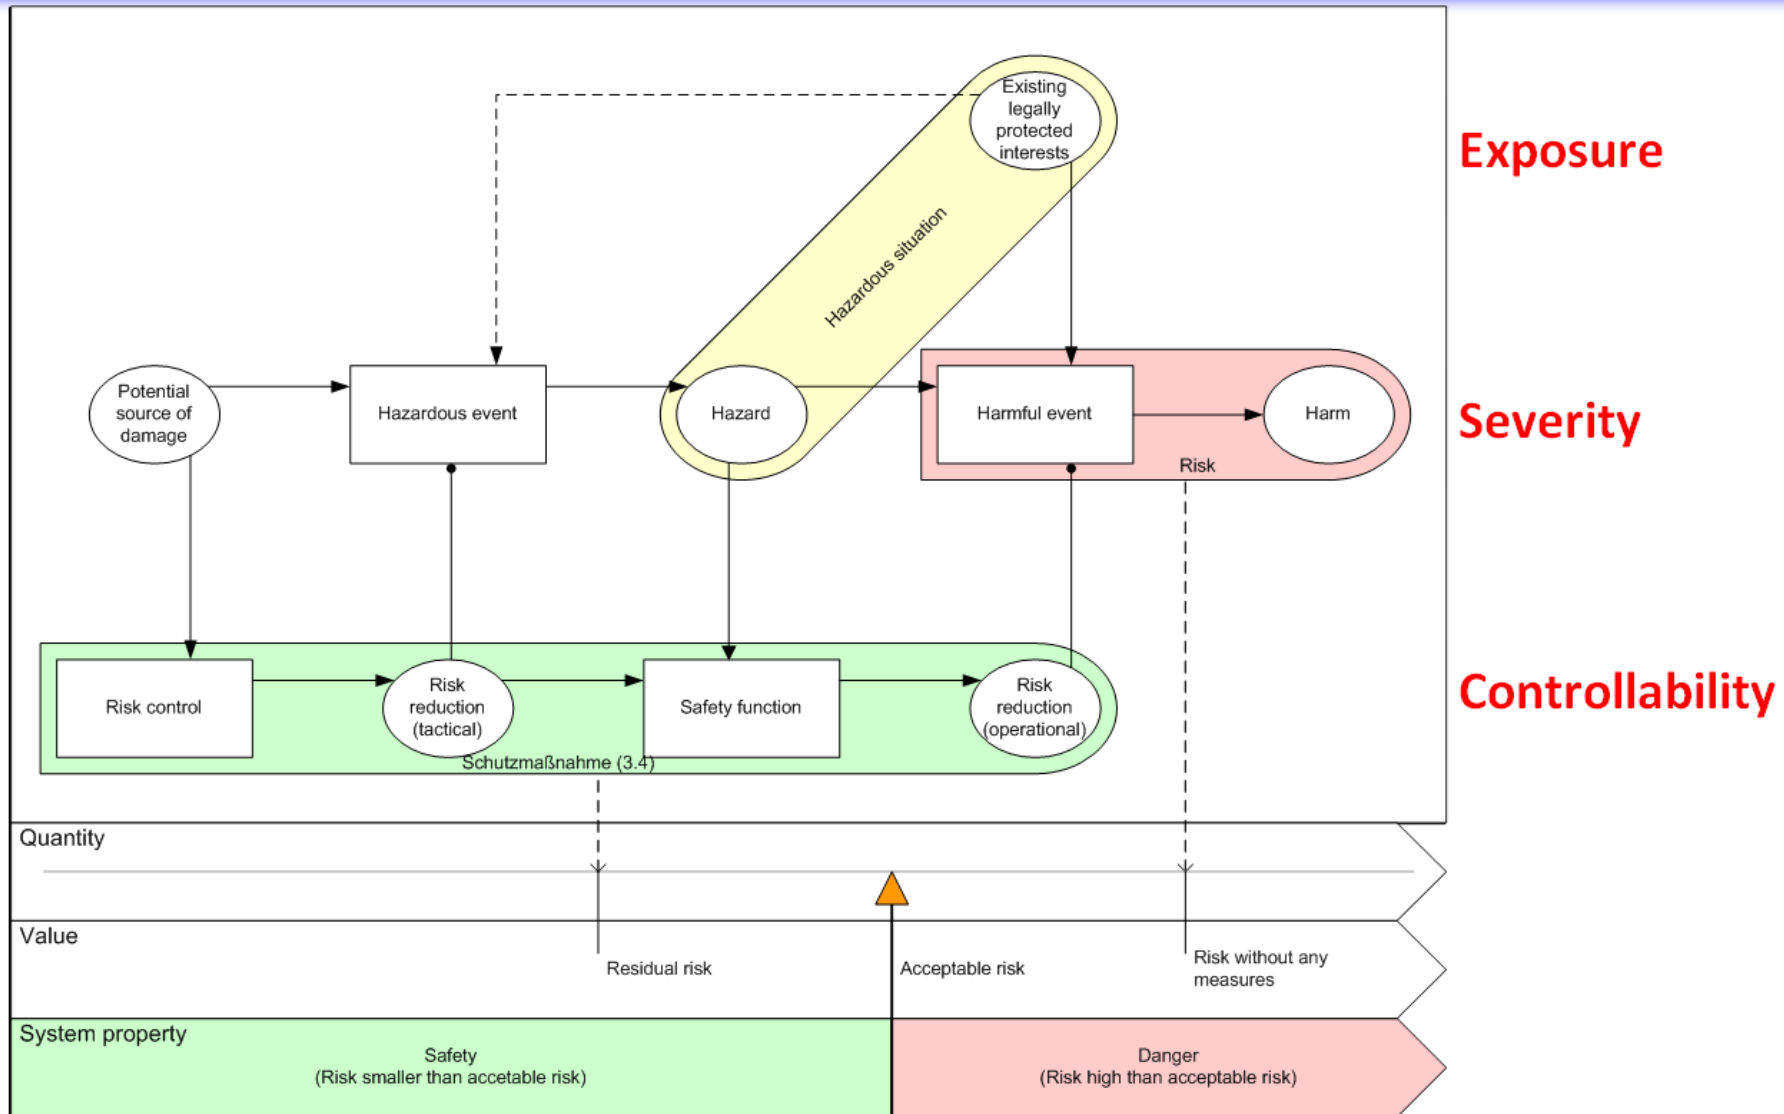 Existing
legally
protected
interests
Exposure
Hazardous situation
Potential
source of
damage
Hazardous event
Hazard
Harmful event
Harm
Severity
Risk
Risk control
Risk
reduction
(tactical)
Safety function
Risk
reduction
(operational)
Controllability
Schutzmaßnahme (3.4)
Quantity
Value
Residual risk
Acceptable risk
Risk without any
measures
System property
Safety
(Risk smaller than accetable risk)
Danger
(Risk high than acceptable risk)